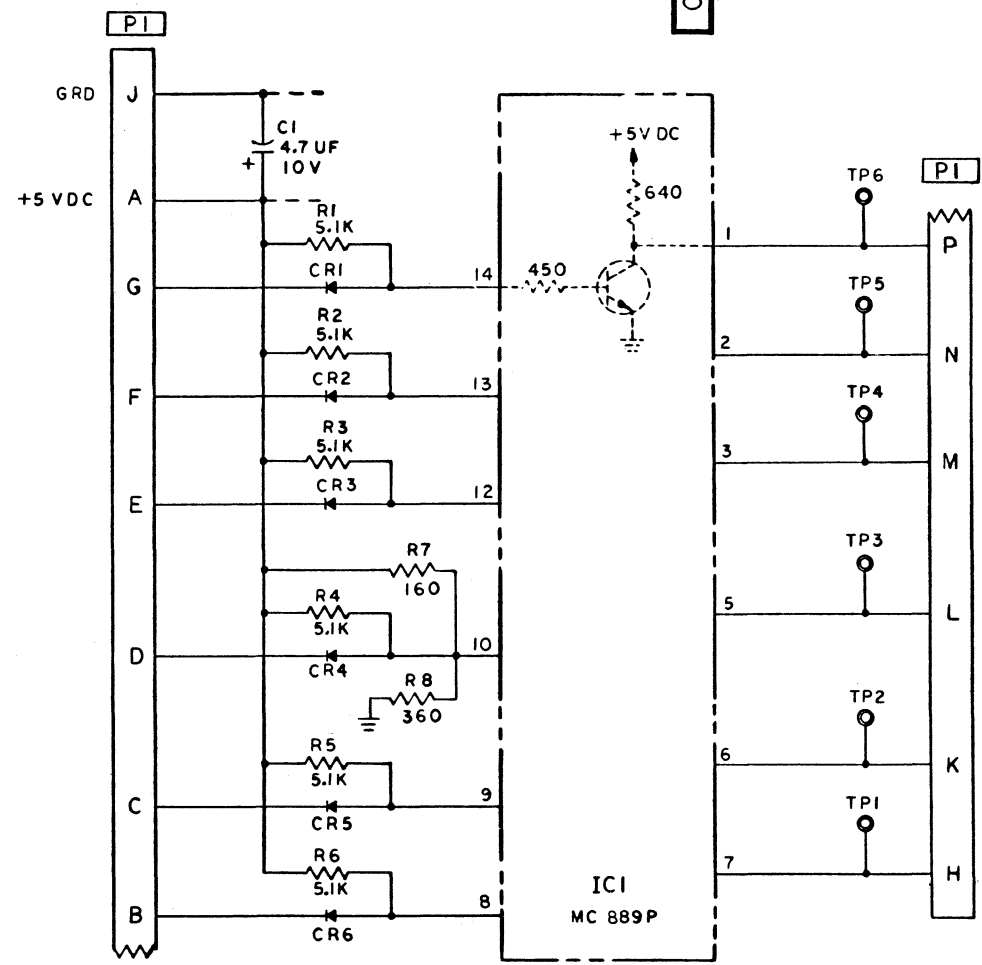 P1
GRD
J
C1
4.7 UF
10V
+
+5 VDC
A
R1
5.1K
G
CR1
14
450
+5V DC
640
1
TP6
P1
P
R2
5.1K
F
CR2
13
2
TP5
N
R3
5.1K
E
CR3
12
3
TP4
M
R7
160
R4
5.1K
D
CR4
10
R8
360
5
TP3
L
R5
5.1K
C
CR5
9
6
TP2
K
R6
5.1K
B
CR6
8
7
TP1
H
IC1
MC 889P